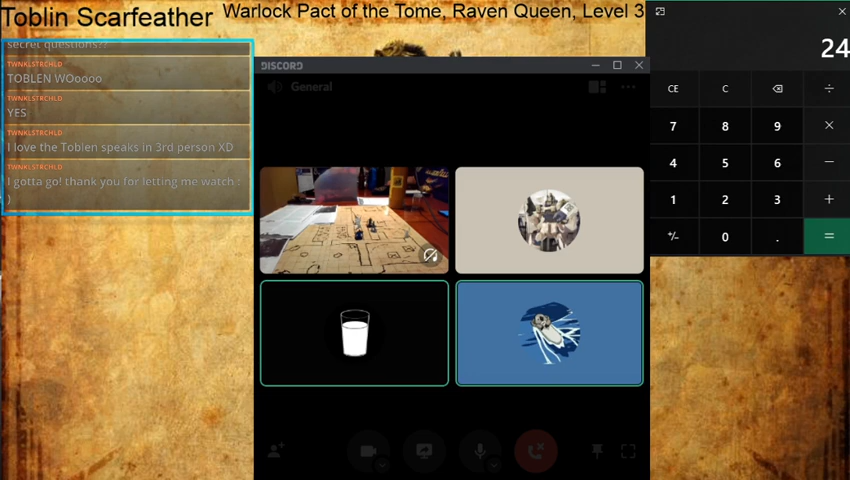 Toblin Scarfeather
Warlock Pact of the Tome, Raven Queen, Level 3
secret questions??
TWNKLSTRCHLD
TOBLEN WOoooo
TWNKLSTRCHLD
YES
TWNKLSTRCHLD
I love the Toblen speaks in 3rd person XD
TWNKLSTRCHLD
I gotta go! thank you for letting me watch :
)
DISCORD
General
24
CE C ÷
7 8 9 ×
4 5 6 −
1 2 3 +
+/− 0 . =